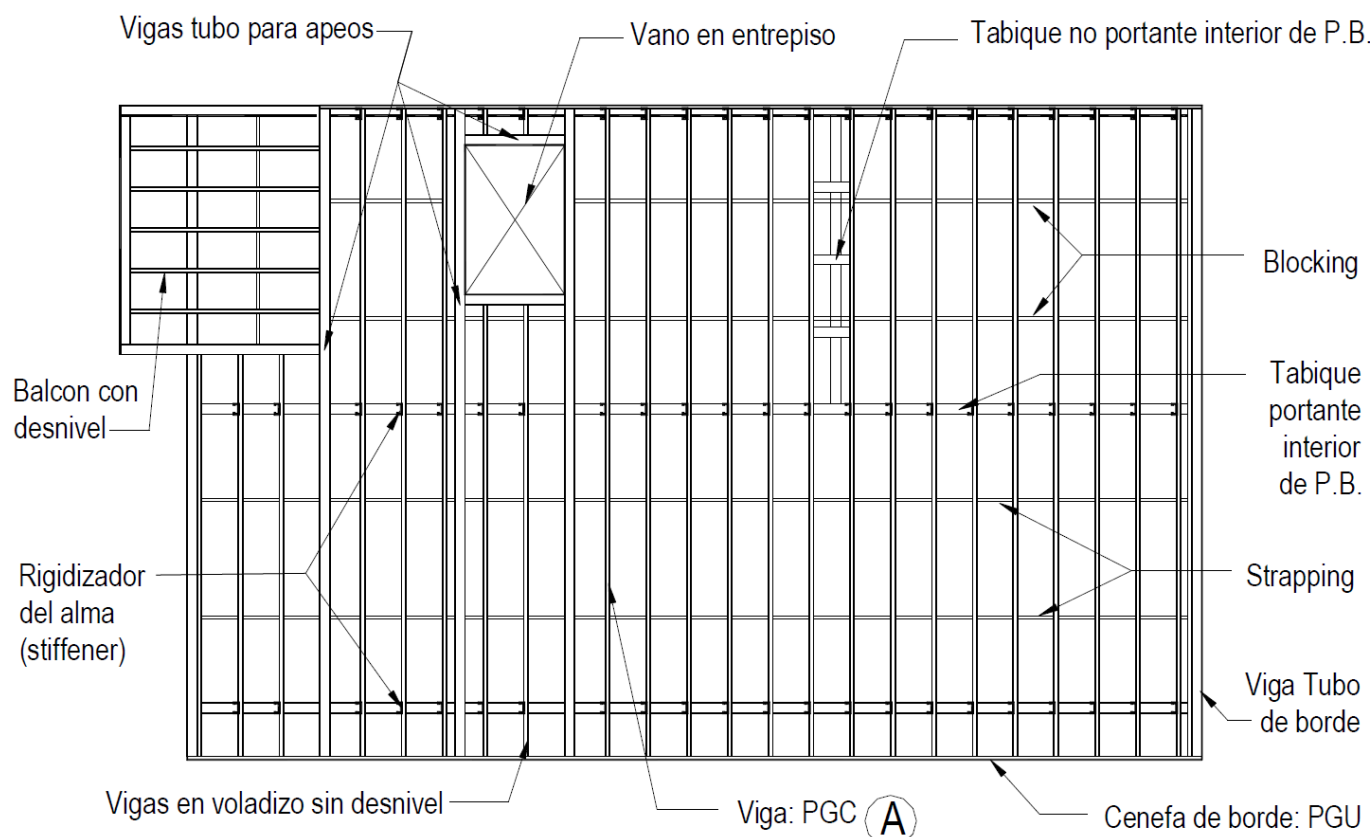 Vigas tubo para apeos
Vano en entrepiso
Tabique no portante interior de P.B.
Blocking
Balcon con
desnivel
Tabique
portante
interior
de P.B.
Rigidizador
del alma
(stiffener)
Strapping
Viga Tubo
de borde
Vigas en voladizo sin desnivel
Viga: PGC
A
Cenefa de borde: PGU